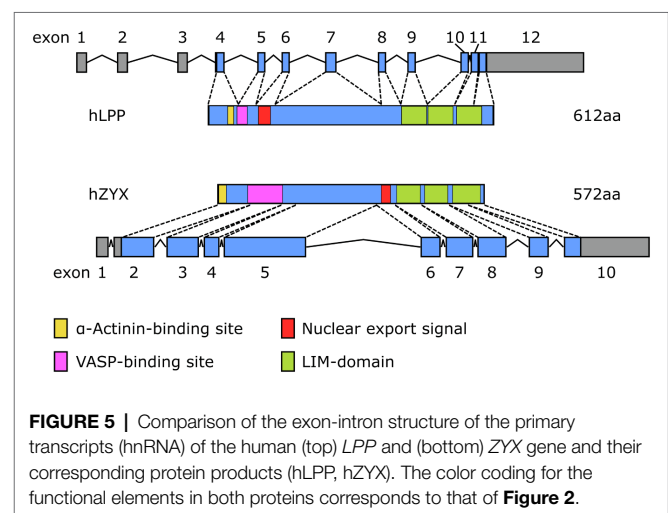 exon 1 2 3 4 5 6 7 8 9 10 11 12
hLPP 612aa
hZYX 572aa
exon 1 2 3 4 5 6 7 8 9 10
α-Actinin-binding site Nuclear export signal
VASP-binding site LIM-domain
FIGURE 5 | Comparison of the exon-intron structure of the primary
transcripts (hnRNA) of the human (top) LPP and (bottom) ZYX gene and their
corresponding protein products (hLPP, hZYX). The color coding for the
functional elements in both proteins corresponds to that of Figure 2.